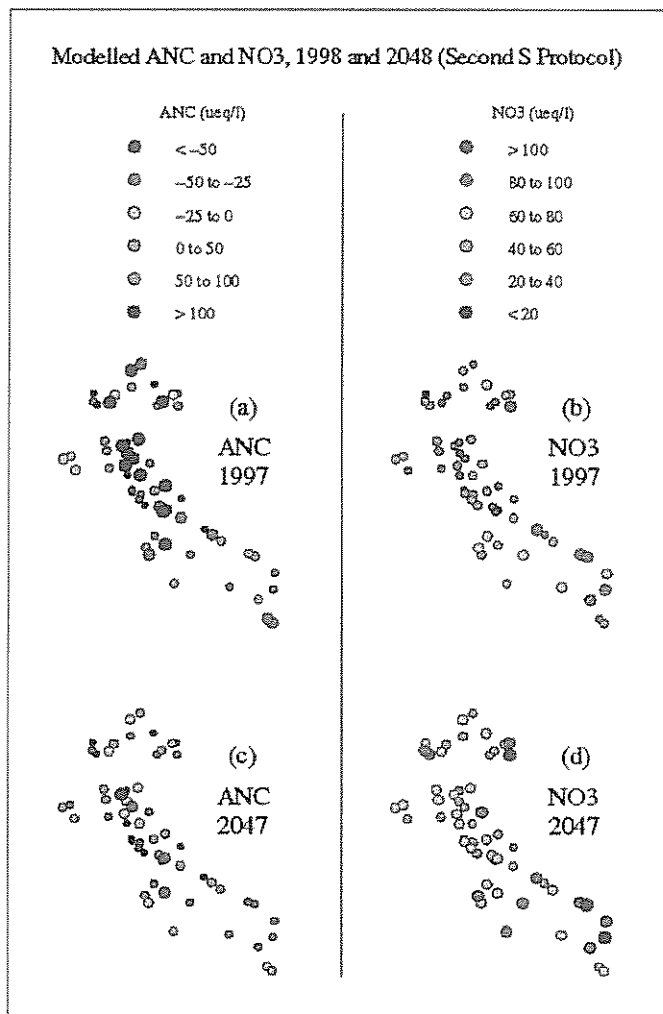 Modelled ANC and NO3, 1998 and 2048 (Second S Protocol)
ANC (ueq/l)
< –50
–50 to –25
–25 to 0
0 to 50
50 to 100
> 100
NO3 (ueq/l)
> 100
80 to 100
60 to 80
40 to 60
20 to 40
< 20
(a)
ANC
1997
(b)
NO3
1997
(c)
ANC
2047
(d)
NO3
2047